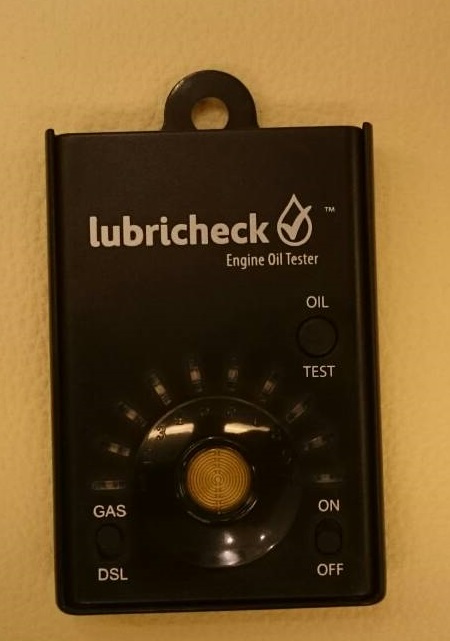 lubricheck ™
Engine Oil Tester
OIL
TEST
GAS
ON
DSL
OFF